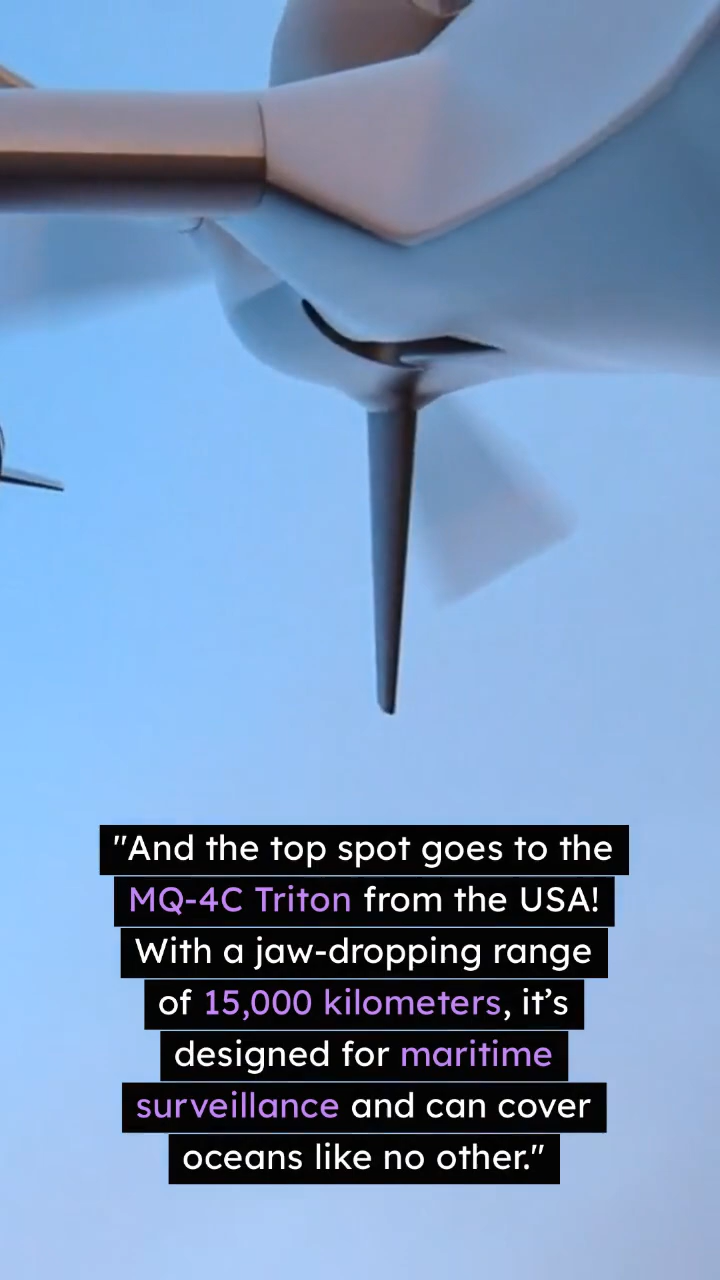 "And the top spot goes to the
MQ-4C Triton from the USA!
With a jaw-dropping range
of 15,000 kilometers, it’s
designed for maritime
surveillance and can cover
oceans like no other."